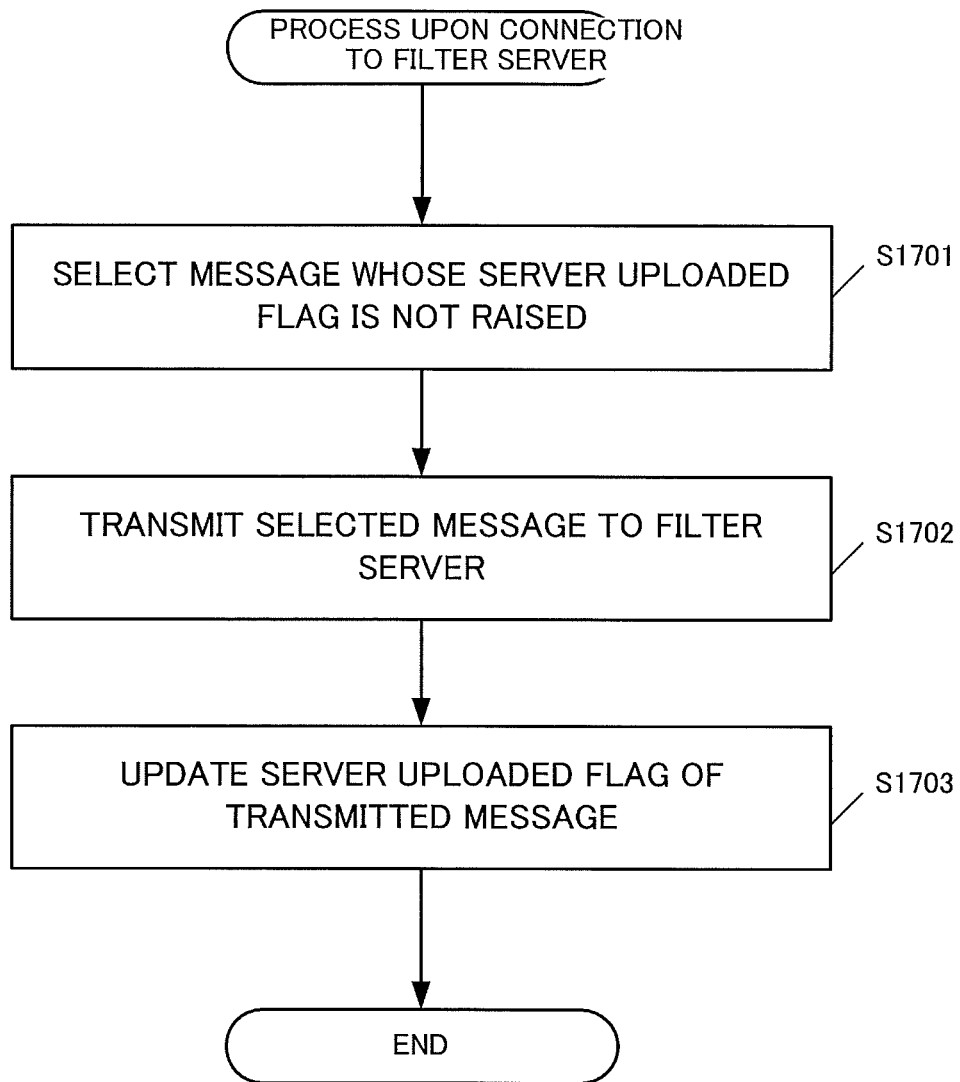 PROCESS UPON CONNECTION
TO FILTER SERVER
SELECT MESSAGE WHOSE SERVER UPLOADED
FLAG IS NOT RAISED
S1701
TRANSMIT SELECTED MESSAGE TO FILTER
SERVER
S1702
UPDATE SERVER UPLOADED FLAG OF
TRANSMITTED MESSAGE
S1703
END